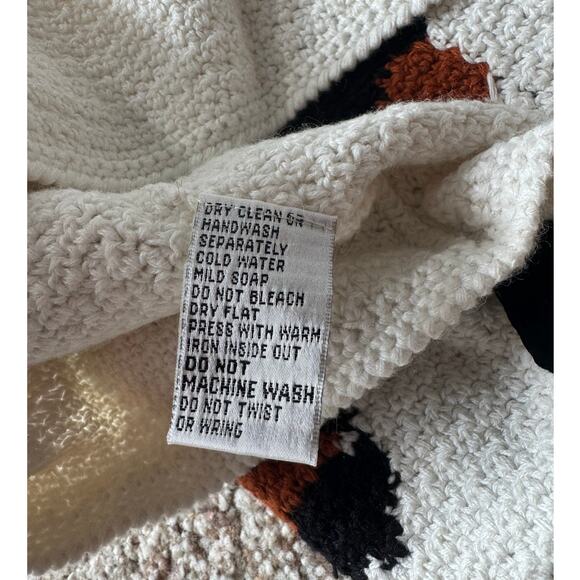 DRY CLEAN OR
HANDWASH
SEPARATELY
COLD WATER
MILD SOAP
DO NOT BLEACH
DRY FLAT
PRESS WITH WARM
IRON INSIDE OUT
DO NOT
MACHINE WASH
DO NOT TWIST
OR WRING